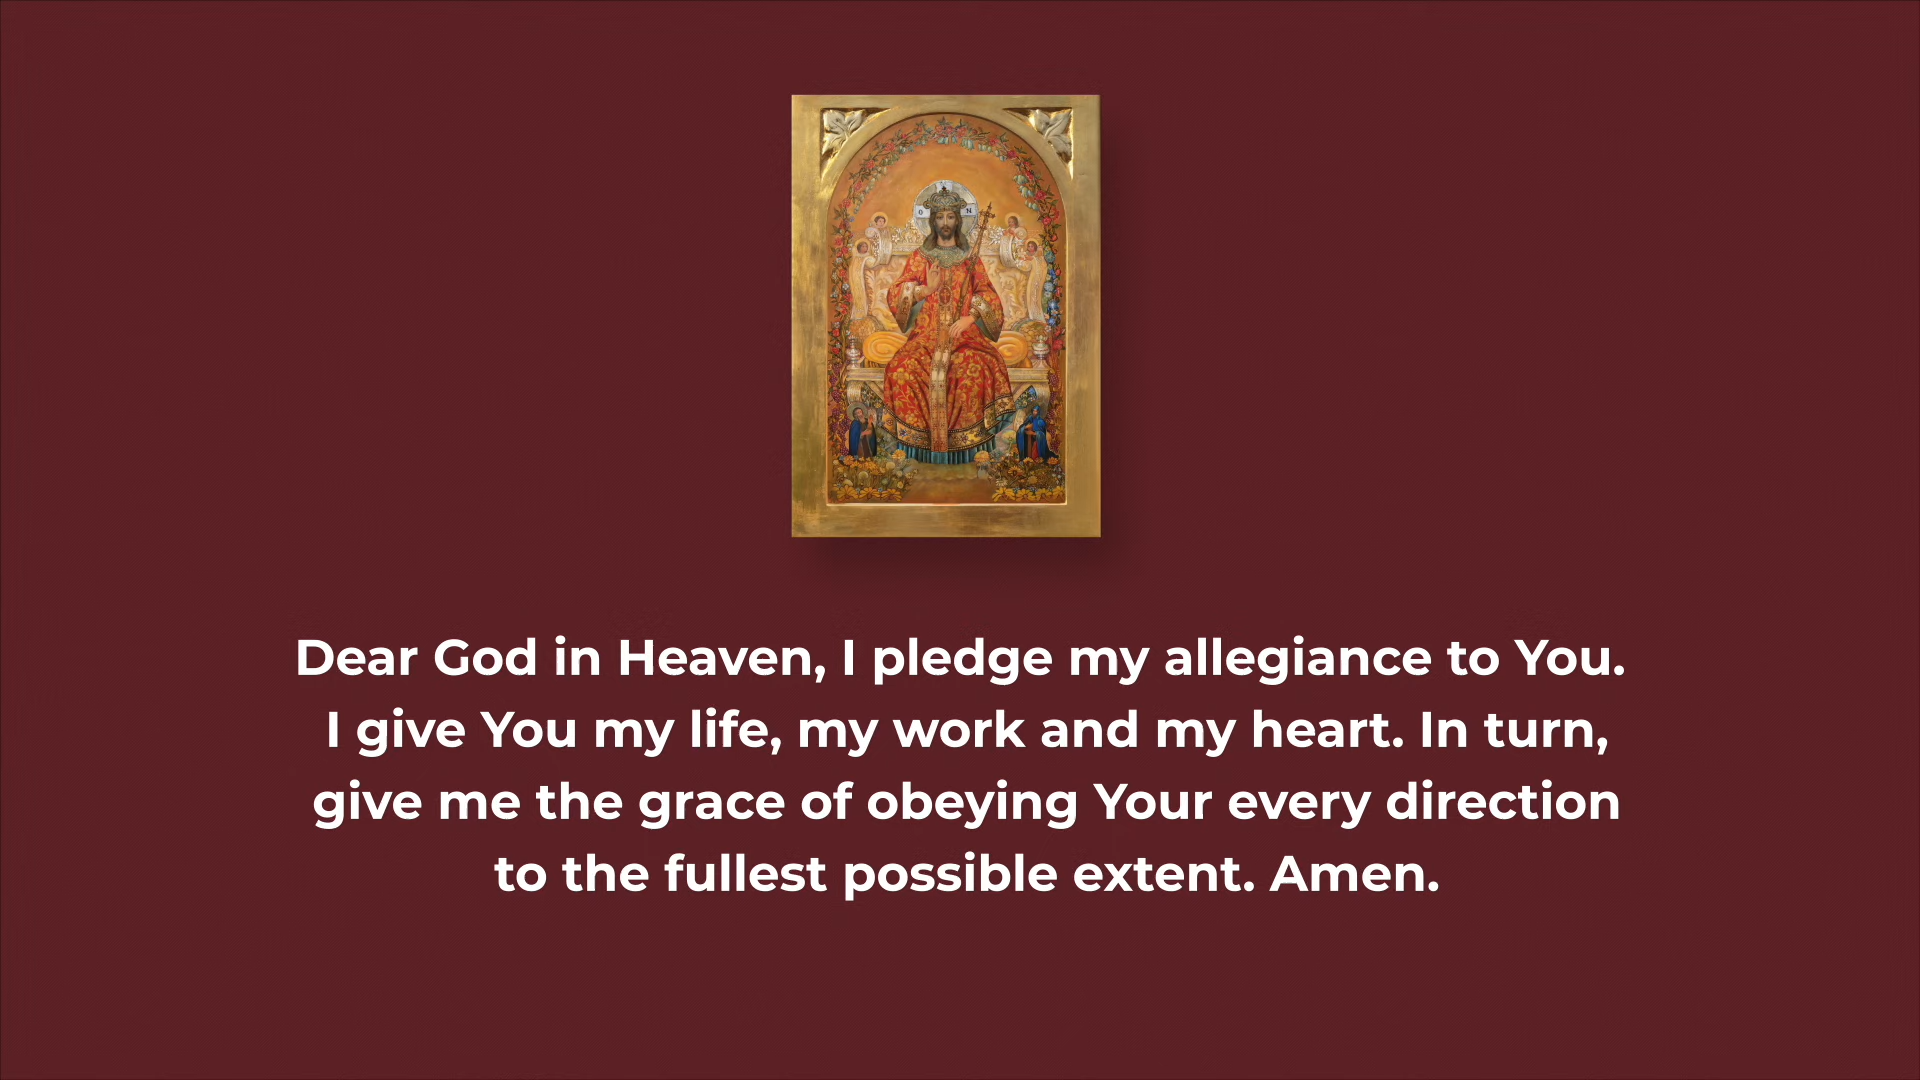 O N
Dear God in Heaven, I pledge my allegiance to You.
I give You my life, my work and my heart. In turn,
give me the grace of obeying Your every direction
to the fullest possible extent. Amen.